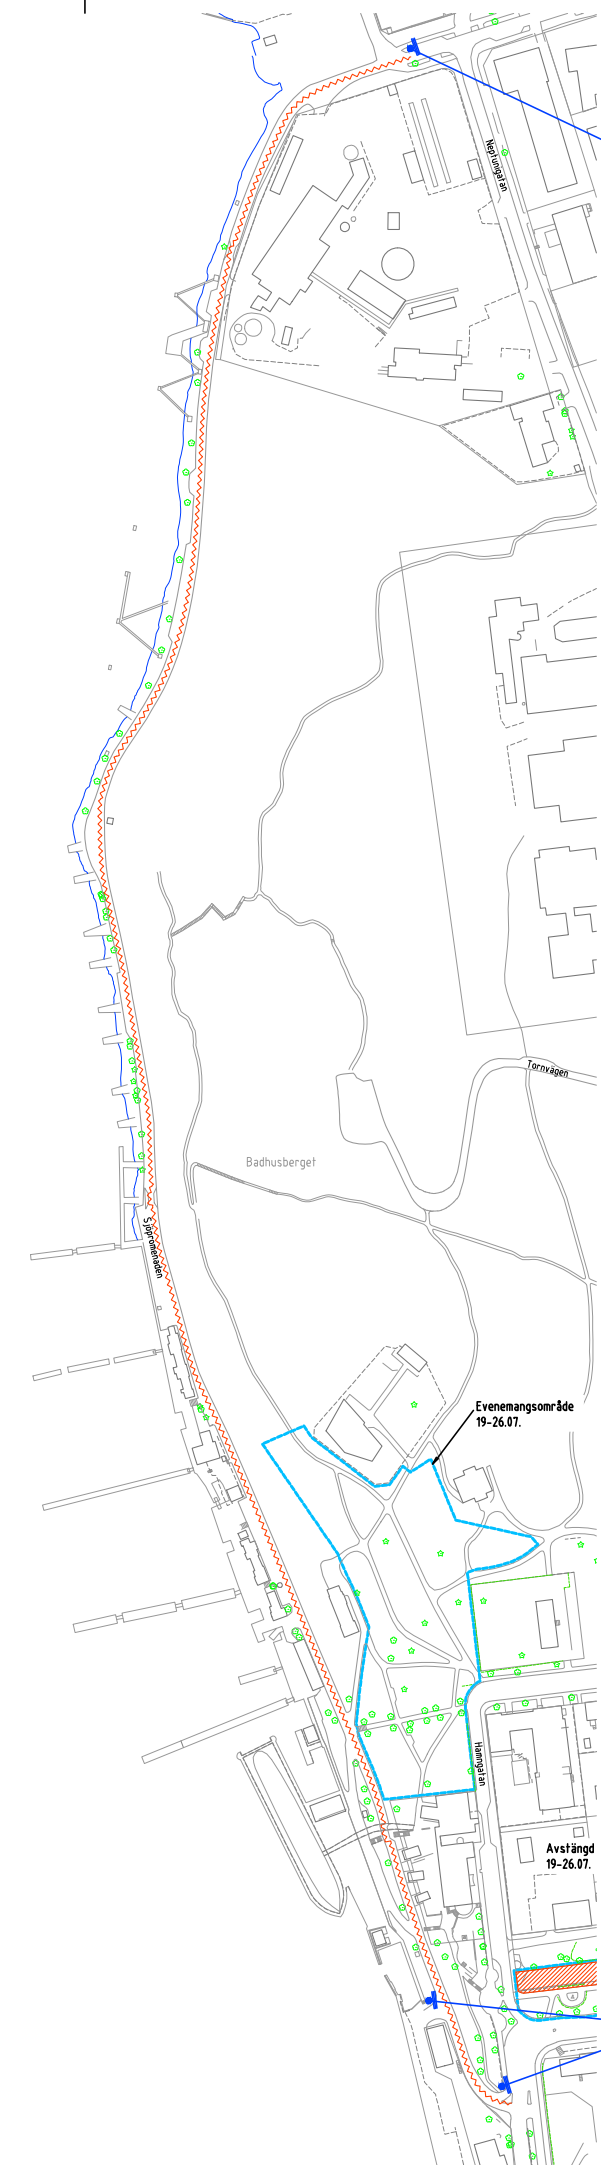 Neptunigatan
Tornvägen
Badhusberget
Sjöpromenaden
Evenemangsområde
19-26.07.
Hamngatan
Avstängd
19-26.07.